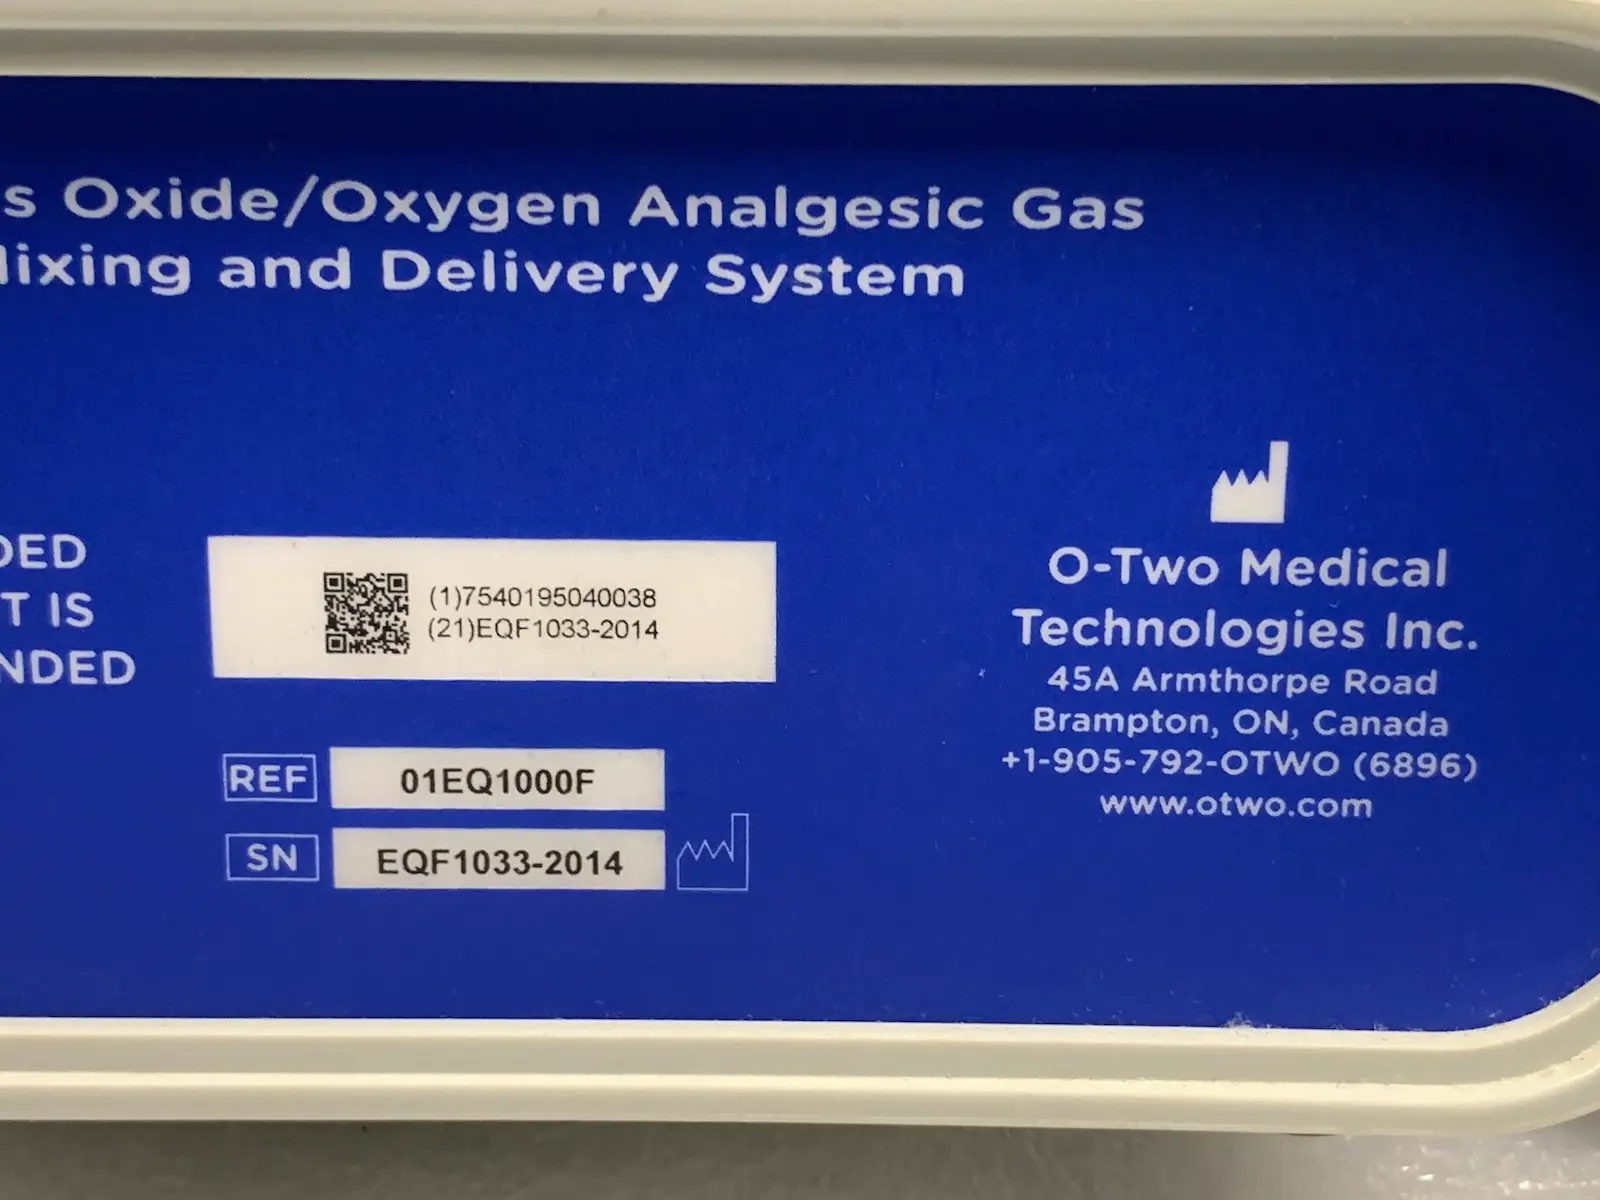 s Oxide/Oxygen Analgesic Gas
ixing and Delivery System
DED
T IS
NDED
(1)7540195040038
(21)EQF1033-2014
REF 01EQ1000F
SN EQF1033-2014
O-Two Medical
Technologies Inc.
45A Armthorpe Road
Brampton, ON, Canada
+1-905-792-OTWO (6896)
www.otwo.com